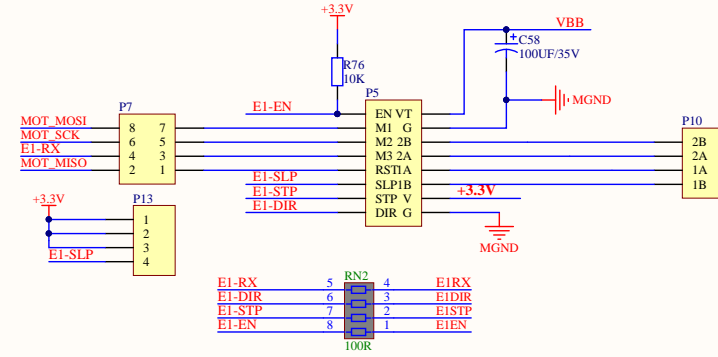 +3.3V
VBB
C58
100UF/35V
R76
10K
MGND
P7
P5
P10
E1-EN
EN VT
MOT_MOSI 8 7 M1 G 2B
MOT_SCK 6 5 M2 2B 2A
E1-RX 4 3 M3 2A 1A
MOT_MISO 2 1 RST1A 1B
E1-SLP SLP1B
E1-STP STP V +3.3V
E1-DIR DIR G
MGND
+3.3V
P13
1
2
3
E1-SLP 4
RN2
E1-RX 5 4 E1RX
E1-DIR 6 3 E1DIR
E1-STP 7 2 E1STP
E1-EN 8 1 E1EN
100R